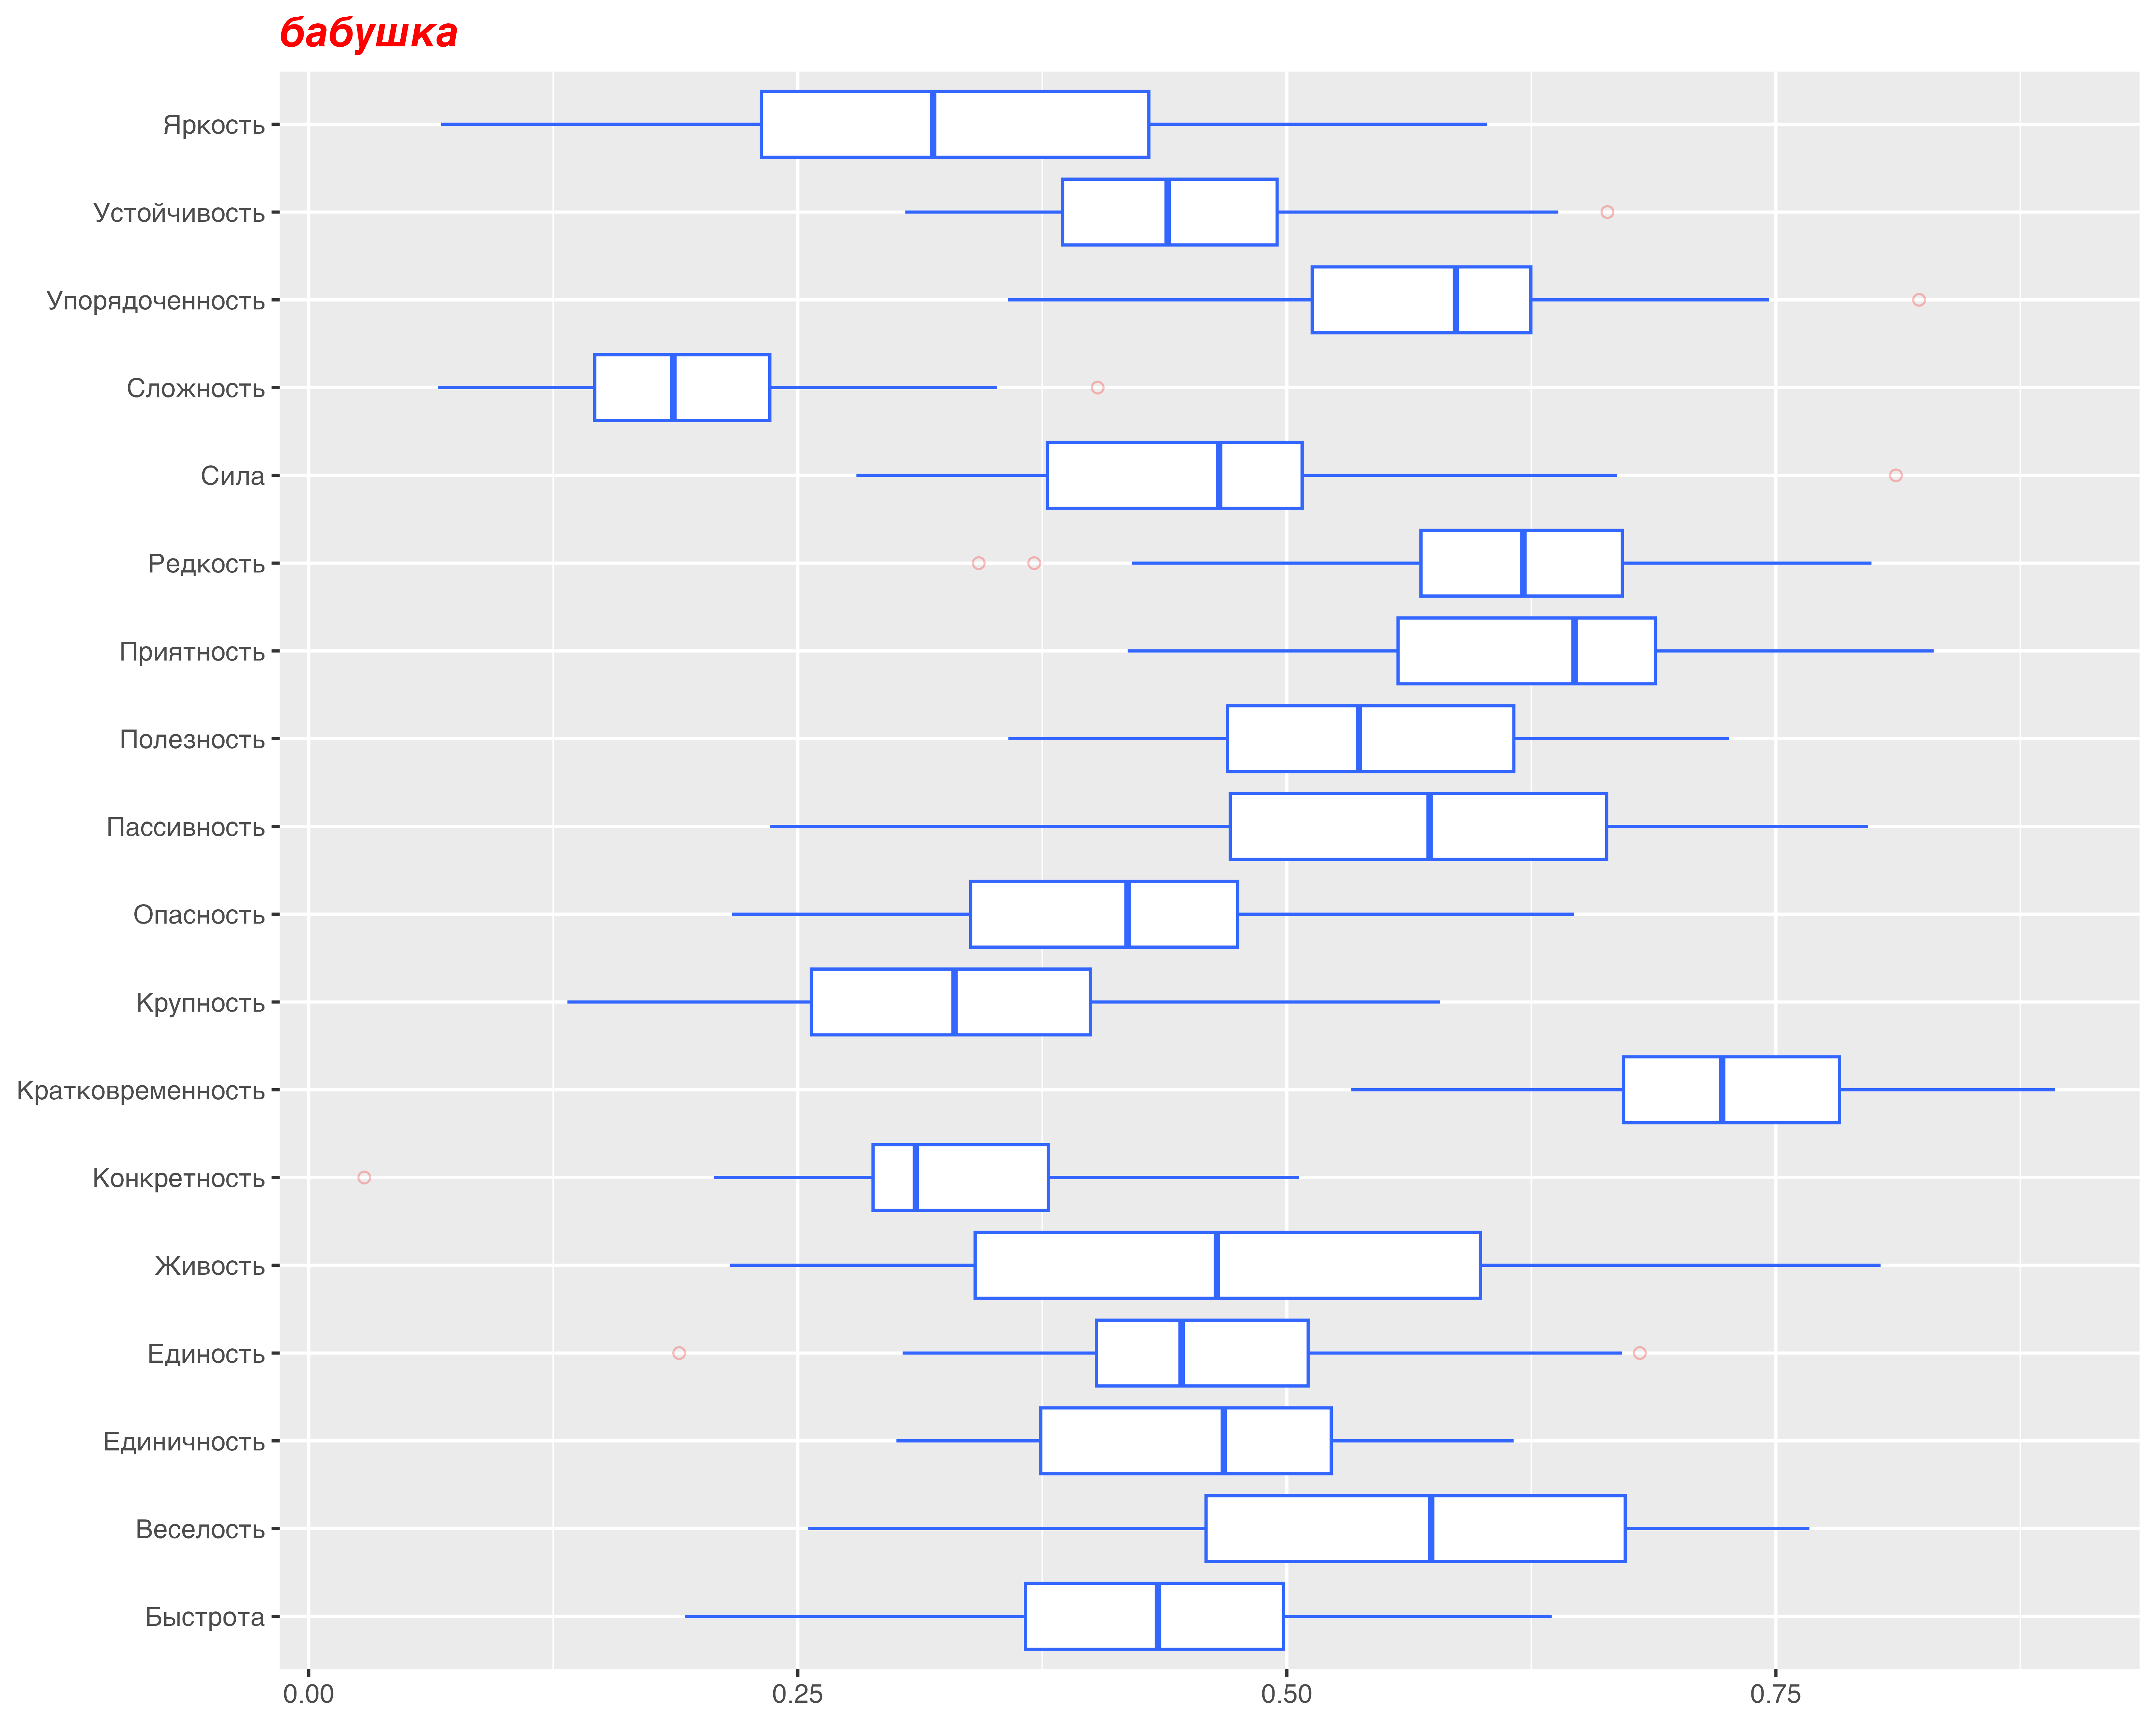 бабушка
Яркость
Устойчивость
Упорядоченность
Сложность
Сила
Редкость
Приятность
Полезность
Пассивность
Опасность
Крупность
Кратковременность
Конкретность
Живость
Единость
Единичность
Веселость
Быстрота
0.00 0.25 0.50 0.75